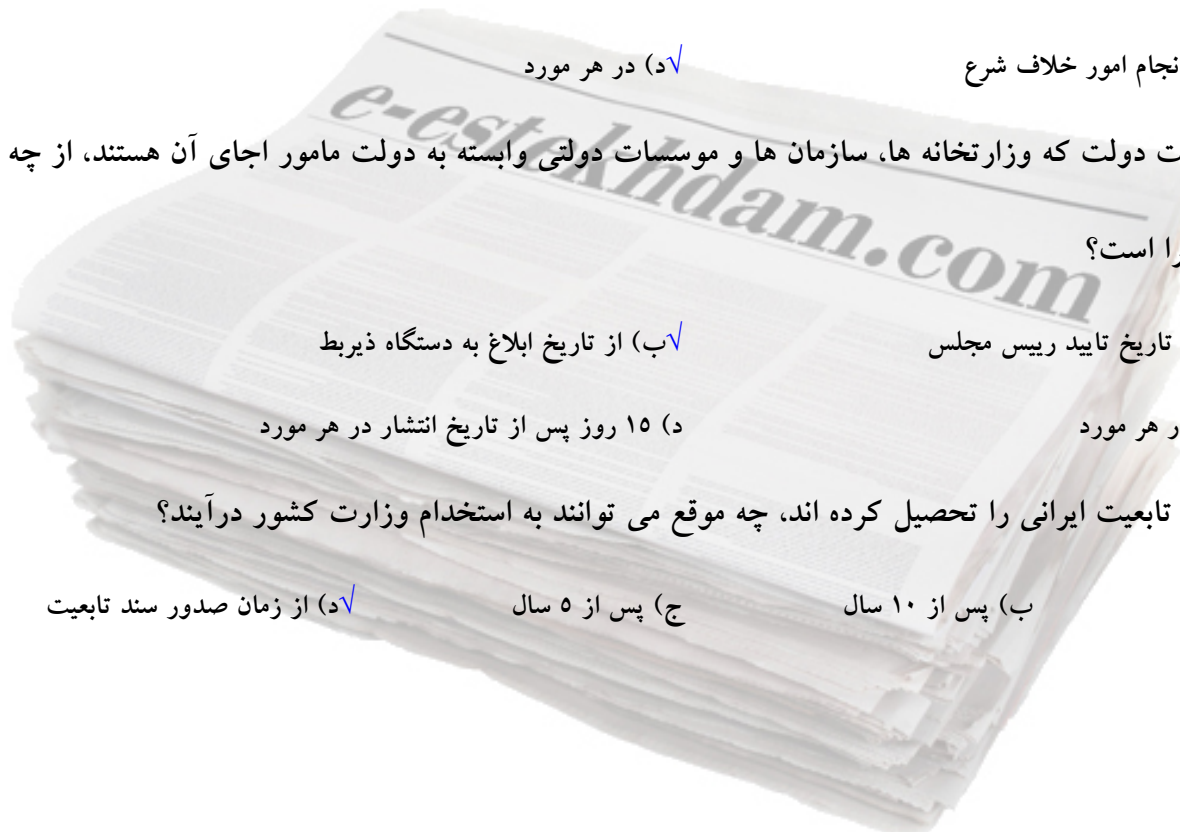 نجام امور خلاف شرع √د) در هر مورد
ت دولت که وزارتخانه ها، سازمان ها و موسسات دولتی وابسته به دولت مامور اجای آن هستند، از چه
را است؟
تاریخ تایید رییس مجلس √ب) از تاریخ ابلاغ به دستگاه ذیربط
ر هر مورد د) ۱۵ روز پس از تاریخ انتشار در هر مورد
تابعیت ایرانی را تحصیل کرده اند، چه موقع می توانند به استخدام وزارت کشور درآیند؟
ب) پس از ۱۰ سال ج) پس از ۵ سال √د) از زمان صدور سند تابعیت
e-estekhdam.com